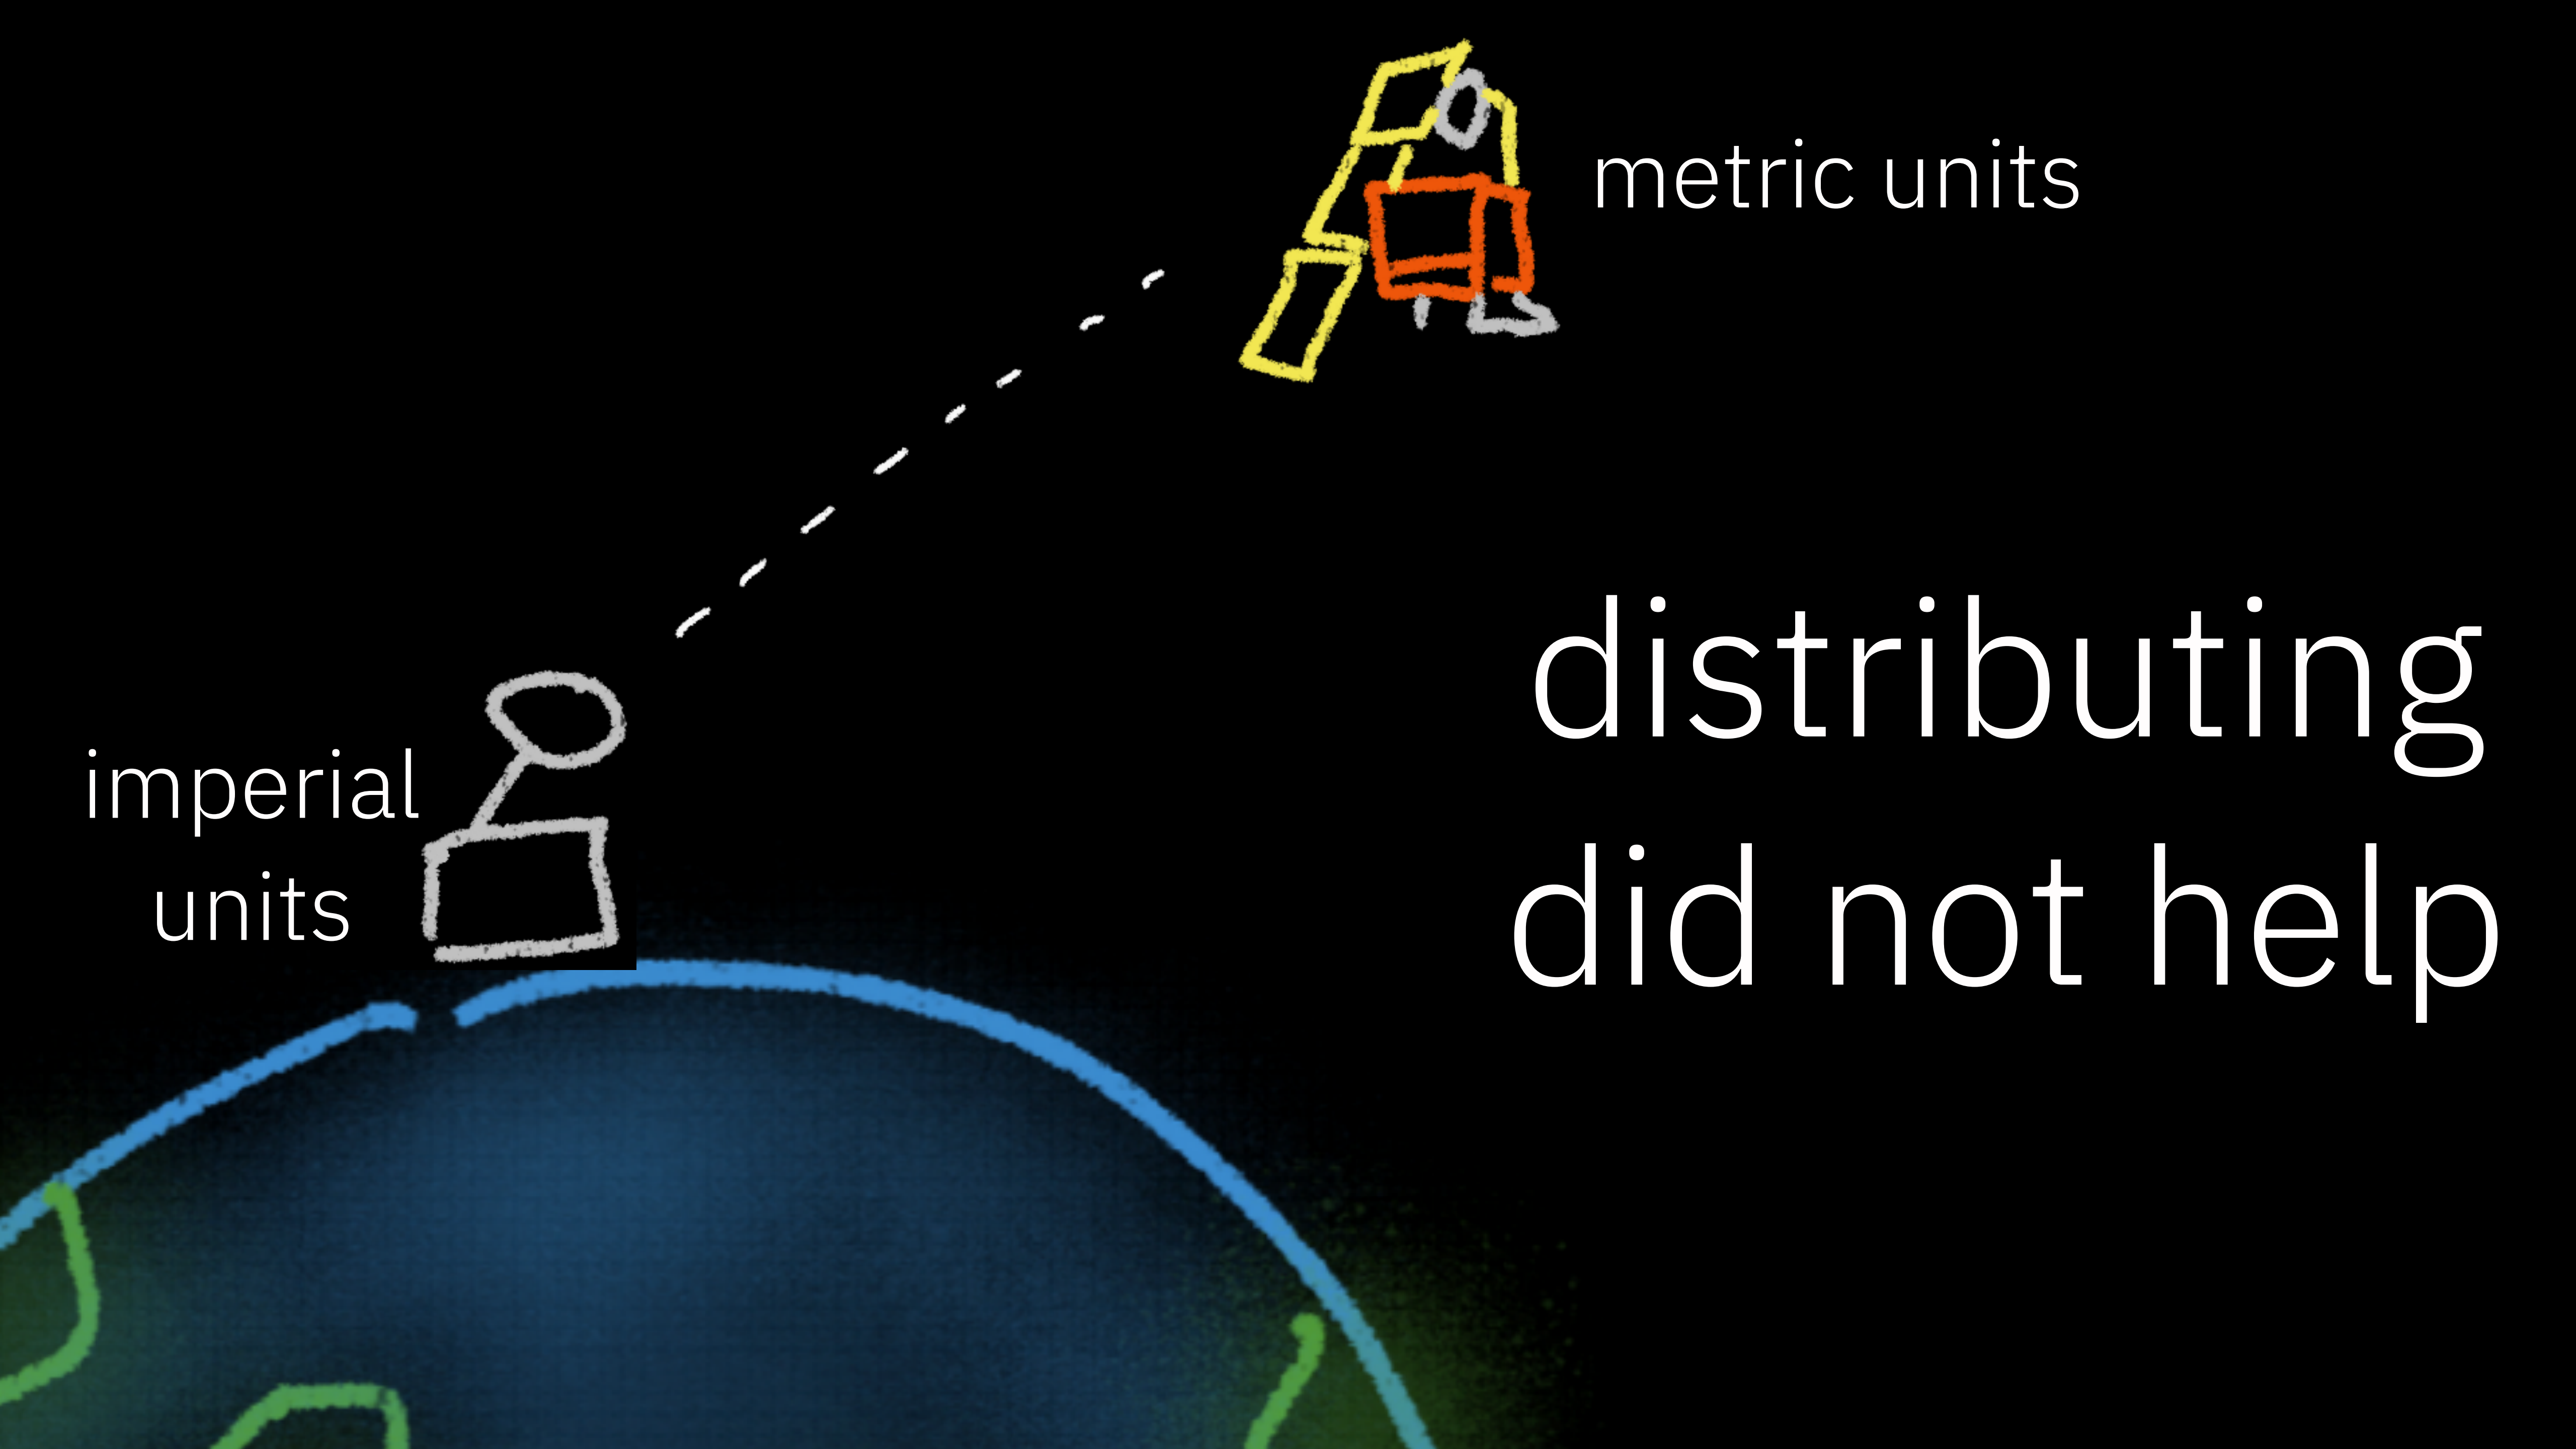 metric units
imperial
units
distributing
did not help